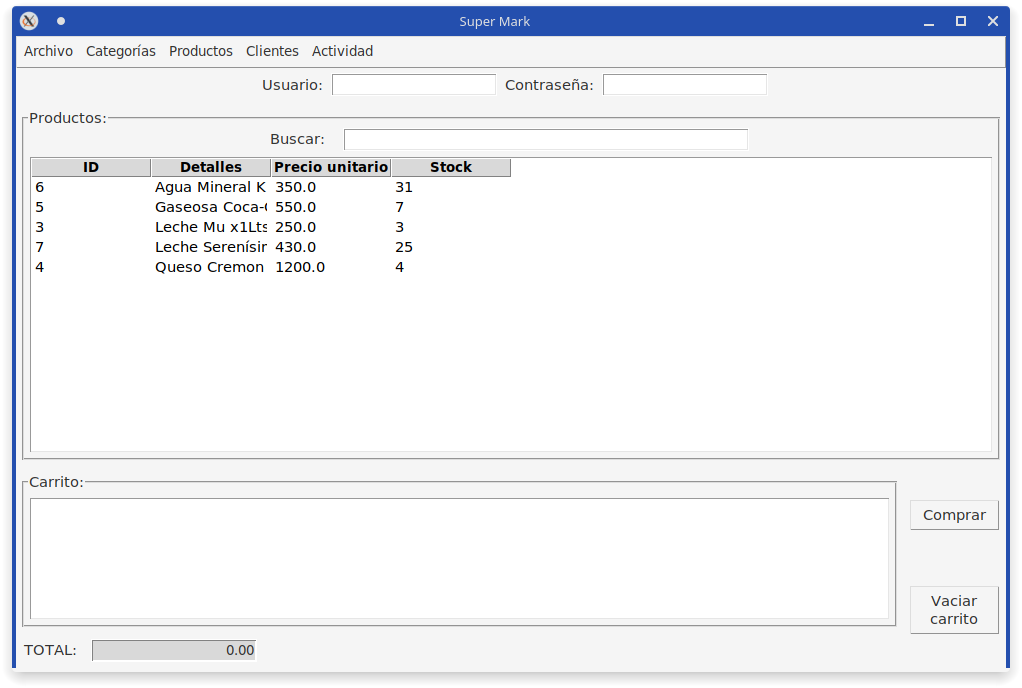 Super Mark
Archivo Categorías Productos Clientes Actividad
Usuario: Contraseña:
Productos:
Buscar:
ID Detalles Precio unitario Stock
6 Agua Mineral K 350.0 31
5 Gaseosa Coca- 550.0 7
3 Leche Mu x1Lts 250.0 3
7 Leche Serenísi 430.0 25
4 Queso Cremon 1200.0 4
Carrito:
Comprar
Vaciar
carrito
TOTAL: 0.00